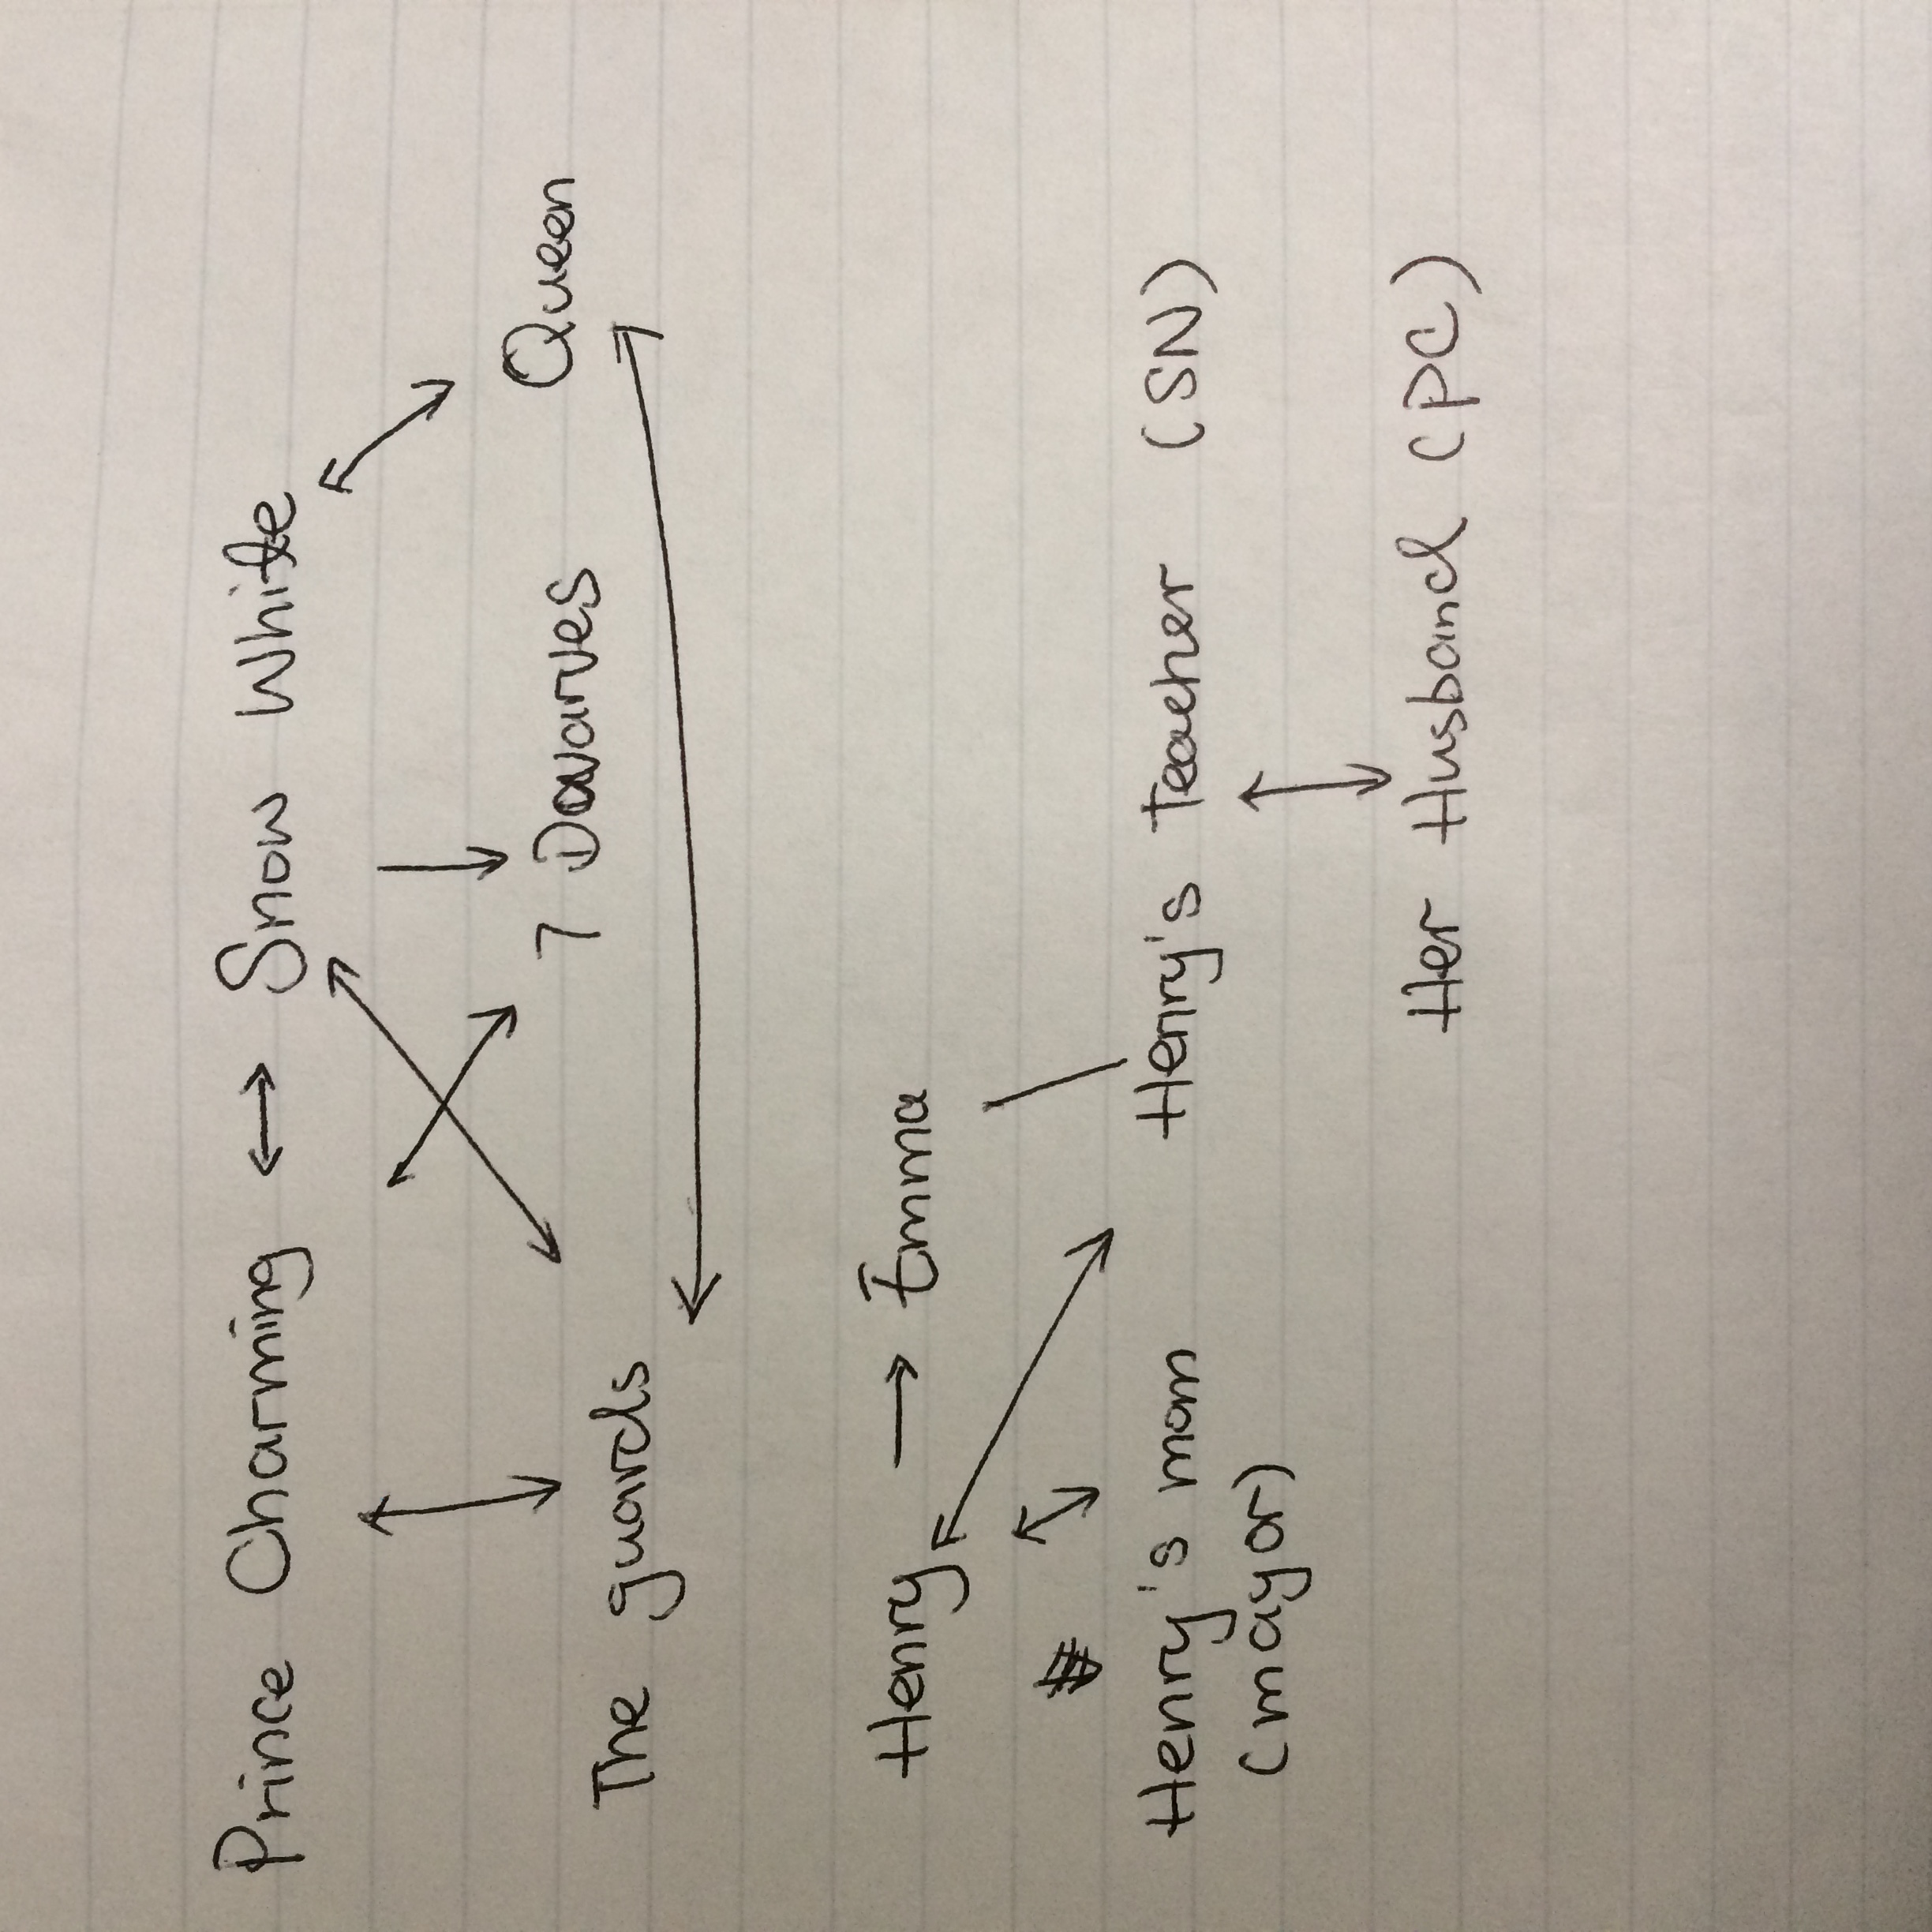 Prince Charming ↔ Snow White
7 Dwarves
Queen
The guards
Henry → Emma
Henry's mom
(mayor)
Henry's teacher (SN)
Her Husband (PC)